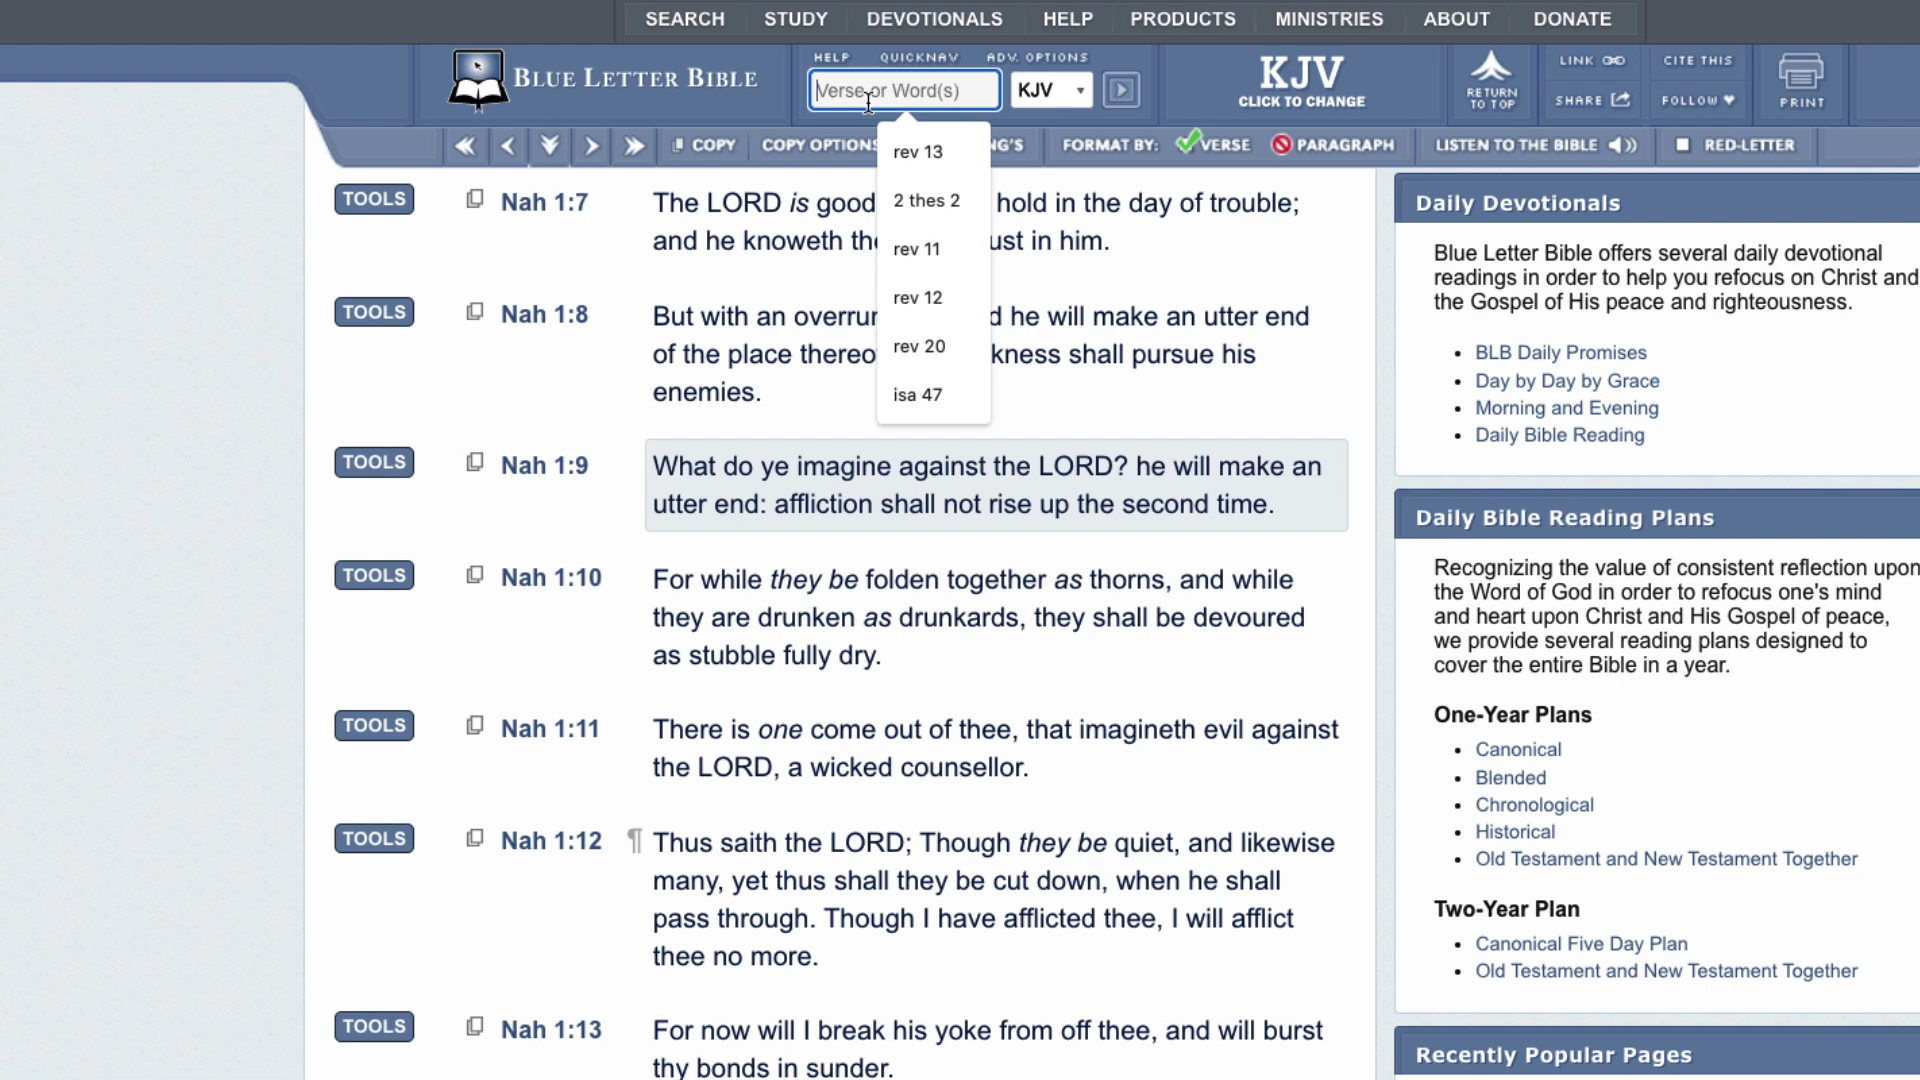 SEARCH STUDY DEVOTIONALS HELP PRODUCTS MINISTRIES ABOUT DONATE
BLUE LETTER BIBLE
HELP QUICKNAV ADV. OPTIONS
Verse or Word(s) KJV
KJV
CLICK TO CHANGE
RETURN
TO TOP
LINK
SHARE
CITE THIS
FOLLOW
PRINT
COPY COPY OPTIONS NG'S FORMAT BY: VERSE PARAGRAPH LISTEN TO THE BIBLE RED-LETTER
rev 13
2 thes 2
rev 11
rev 12
rev 20
isa 47
TOOLS Nah 1:7 The LORD is good hold in the day of trouble;
and he knoweth the ust in him.
TOOLS Nah 1:8 But with an overrun d he will make an utter end
of the place thereo kness shall pursue his
enemies.
TOOLS Nah 1:9 What do ye imagine against the LORD? he will make an
utter end: affliction shall not rise up the second time.
TOOLS Nah 1:10 For while they be folden together as thorns, and while
they are drunken as drunkards, they shall be devoured
as stubble fully dry.
TOOLS Nah 1:11 There is one come out of thee, that imagineth evil against
the LORD, a wicked counsellor.
TOOLS Nah 1:12 ¶ Thus saith the LORD; Though they be quiet, and likewise
many, yet thus shall they be cut down, when he shall
pass through. Though I have afflicted thee, I will afflict
thee no more.
TOOLS Nah 1:13 For now will I break his yoke from off thee, and will burst
thy bonds in sunder.
Daily Devotionals
Blue Letter Bible offers several daily devotional
readings in order to help you refocus on Christ and
the Gospel of His peace and righteousness.
• BLB Daily Promises
• Day by Day by Grace
• Morning and Evening
• Daily Bible Reading
Daily Bible Reading Plans
Recognizing the value of consistent reflection upon
the Word of God in order to refocus one's mind
and heart upon Christ and His Gospel of peace,
we provide several reading plans designed to
cover the entire Bible in a year.
One-Year Plans
• Canonical
• Blended
• Chronological
• Historical
• Old Testament and New Testament Together
Two-Year Plan
• Canonical Five Day Plan
• Old Testament and New Testament Together
Recently Popular Pages